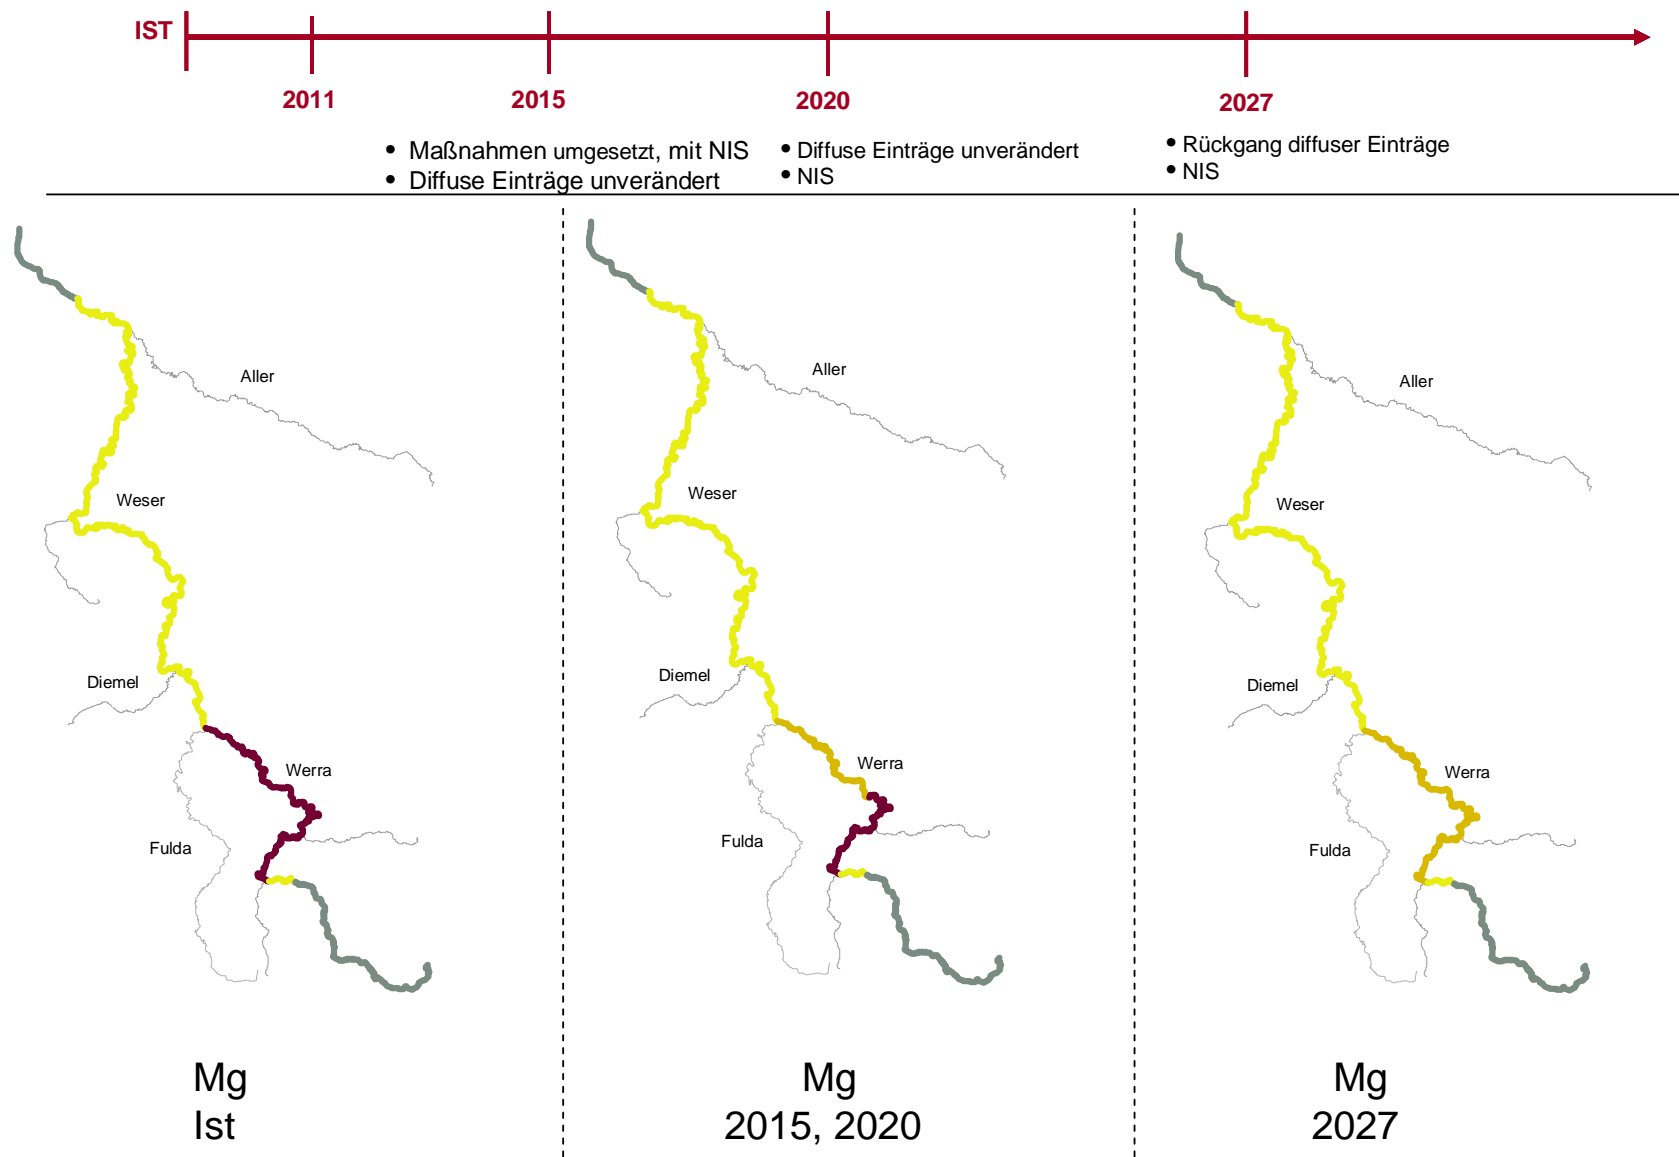 IST
2011
2015
2020
2027
• Maßnahmen umgesetzt, mit NIS
• Diffuse Einträge unverändert
• Diffuse Einträge unverändert
• NIS
• Rückgang diffuser Einträge
• NIS
Aller
Weser
Diemel
Werra
Fulda
Mg
Ist
Aller
Weser
Diemel
Werra
Fulda
Mg
2015, 2020
Aller
Weser
Diemel
Werra
Fulda
Mg
2027